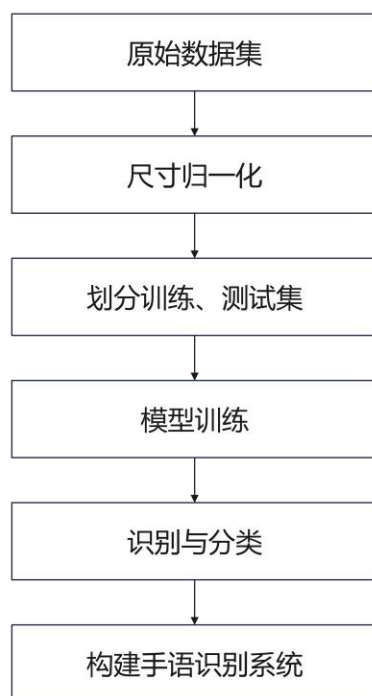 原始数据集
尺寸归一化
划分训练、测试集
模型训练
识别与分类
构建手语识别系统